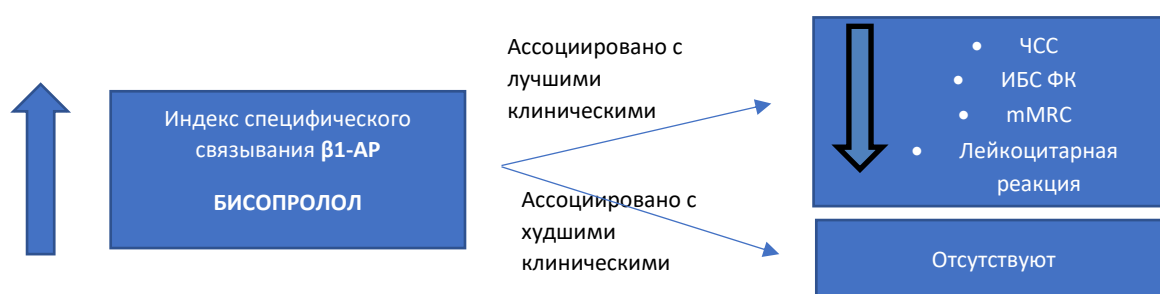 Индекс специфического
связывания β1-АР
БИСОПРОЛОЛ
Ассоциировано с
лучшими
клиническими
Ассоциировано с
худшими
клиническими
• ЧСС
• ИБС ФК
• mMRC
• Лейкоцитарная
реакция
Отсутствуют